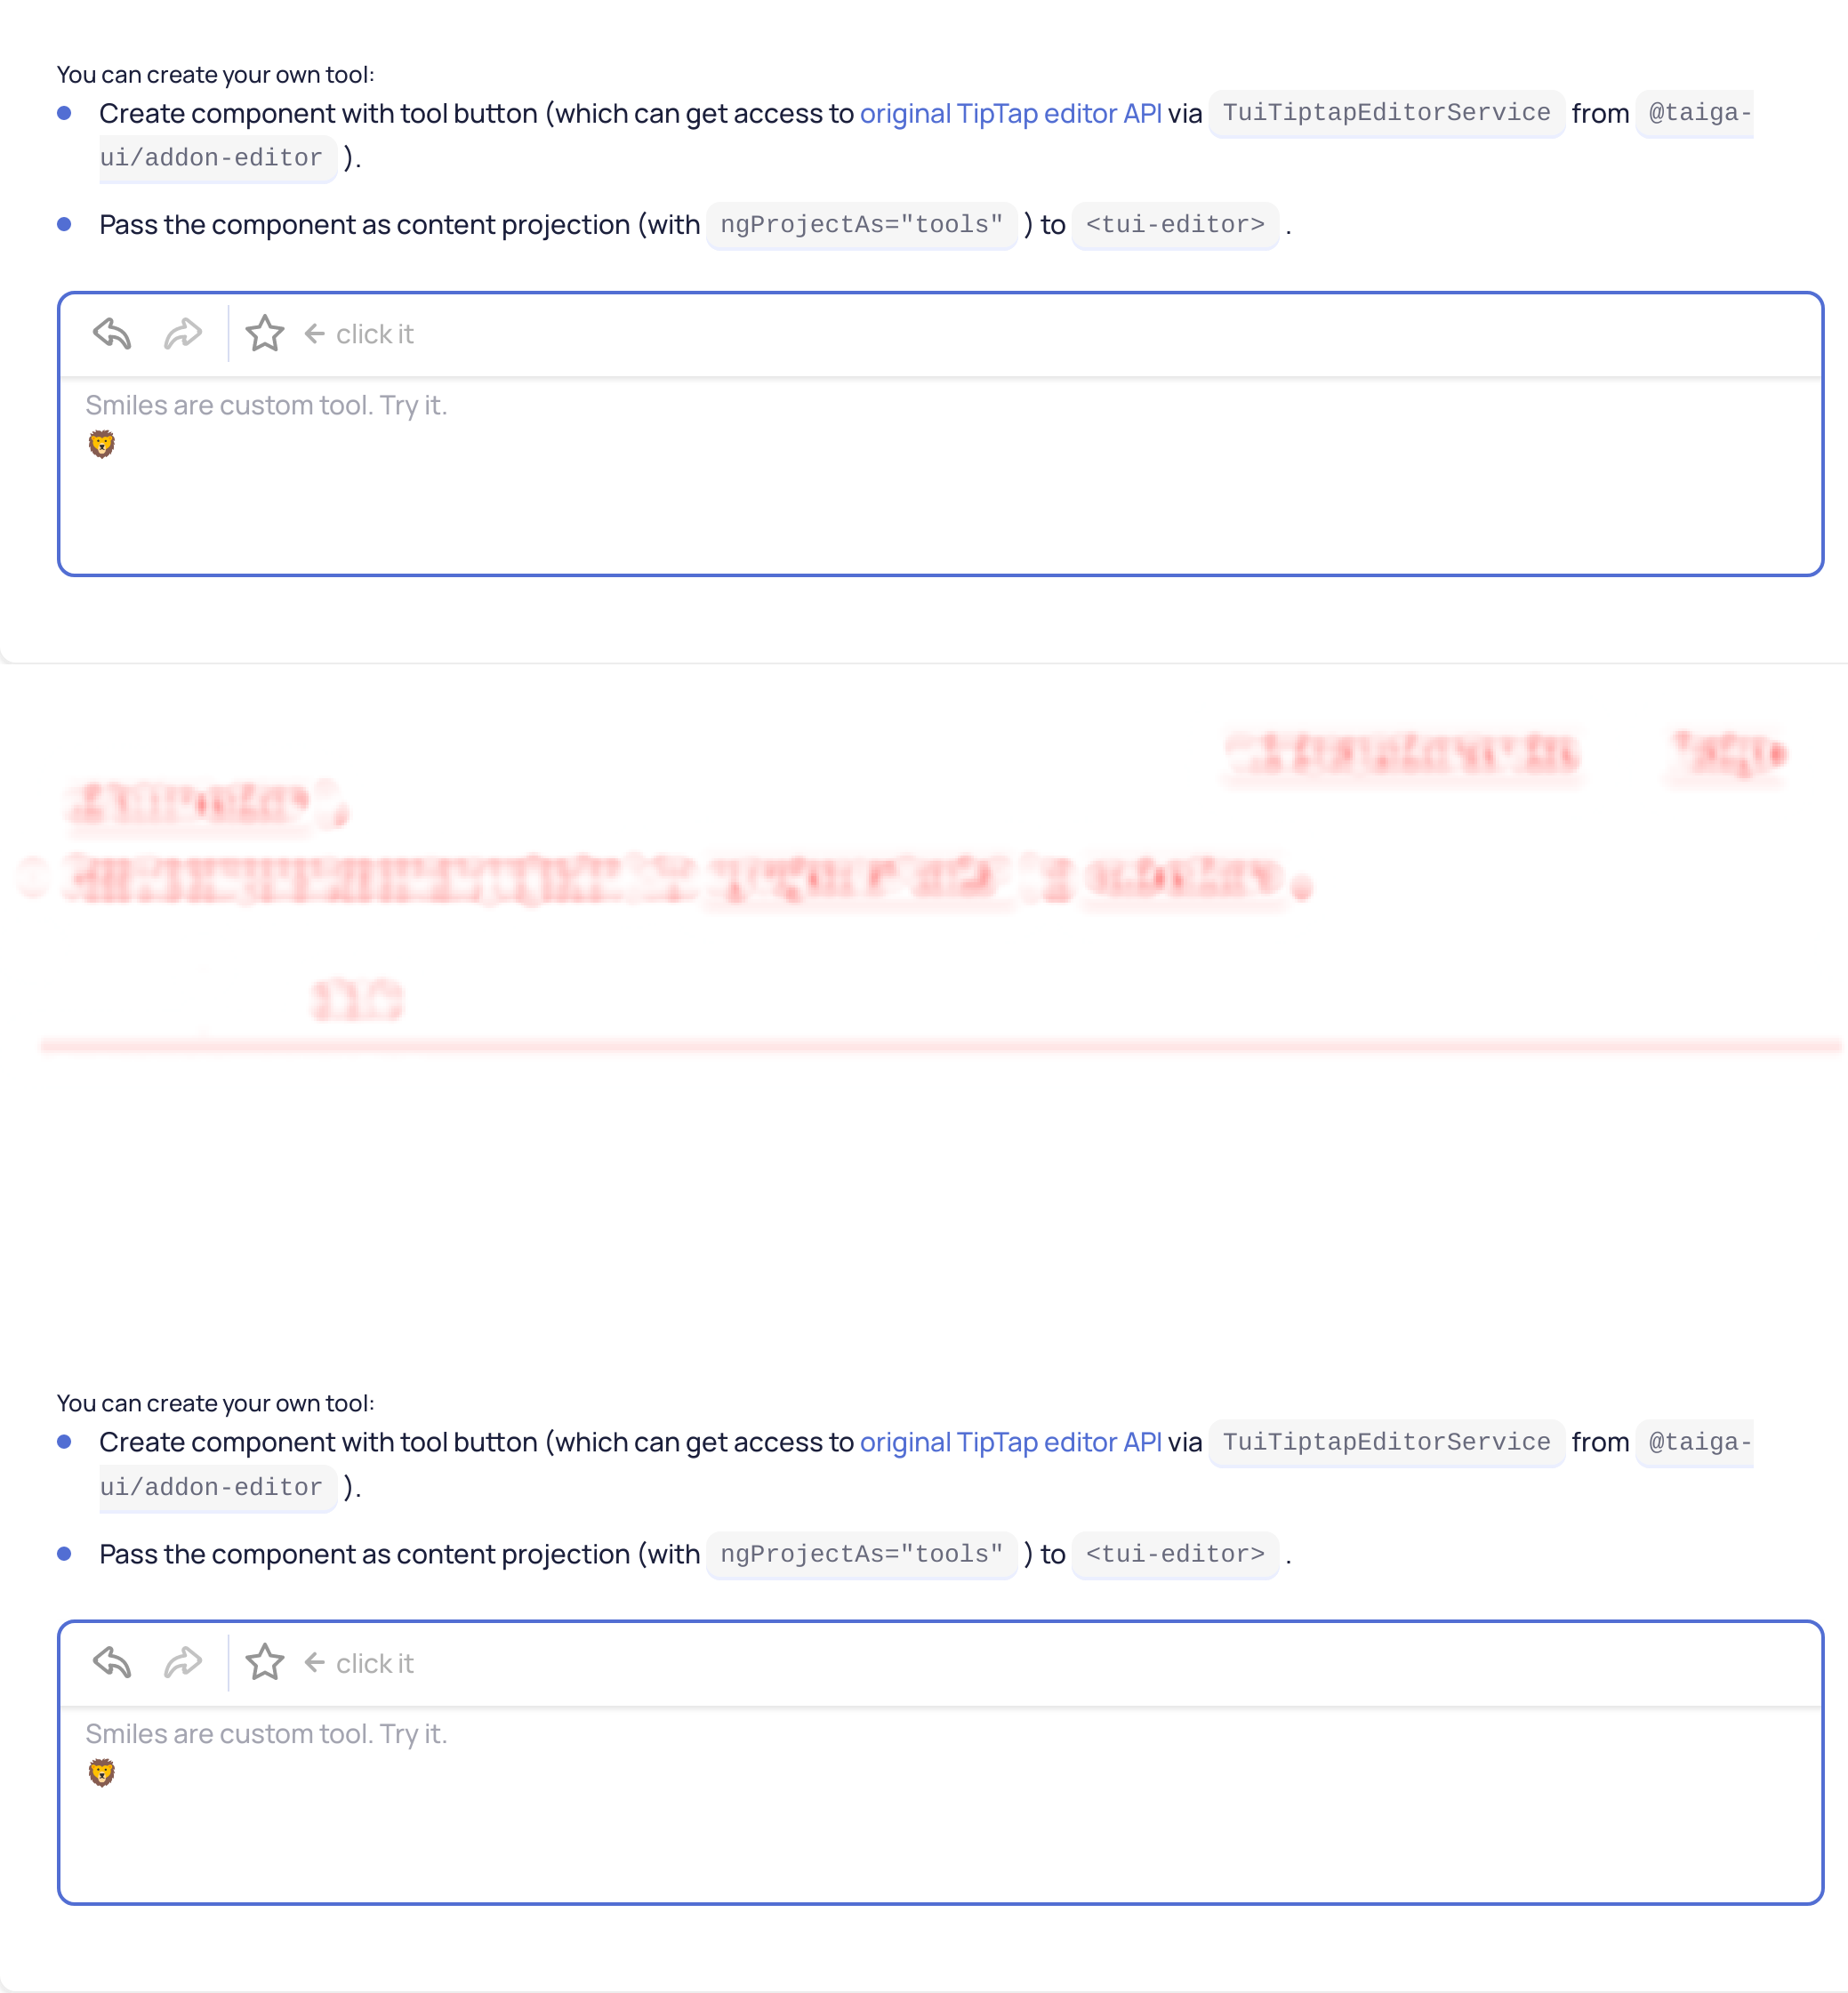 You can create your own tool:
Create component with tool button (which can get access to original TipTap editor API via TuiTiptapEditorService from @taiga-
ui/addon-editor ).
Pass the component as content projection (with ngProjectAs="tools" ) to <tui-editor> .
← click it
Smiles are custom tool. Try it.
🦁
You can create your own tool:
Create component with tool button (which can get access to original TipTap editor API via TuiTiptapEditorService from @taiga-
ui/addon-editor ).
Pass the component as content projection (with ngProjectAs="tools" ) to <tui-editor> .
← click it
Smiles are custom tool. Try it.
🦁